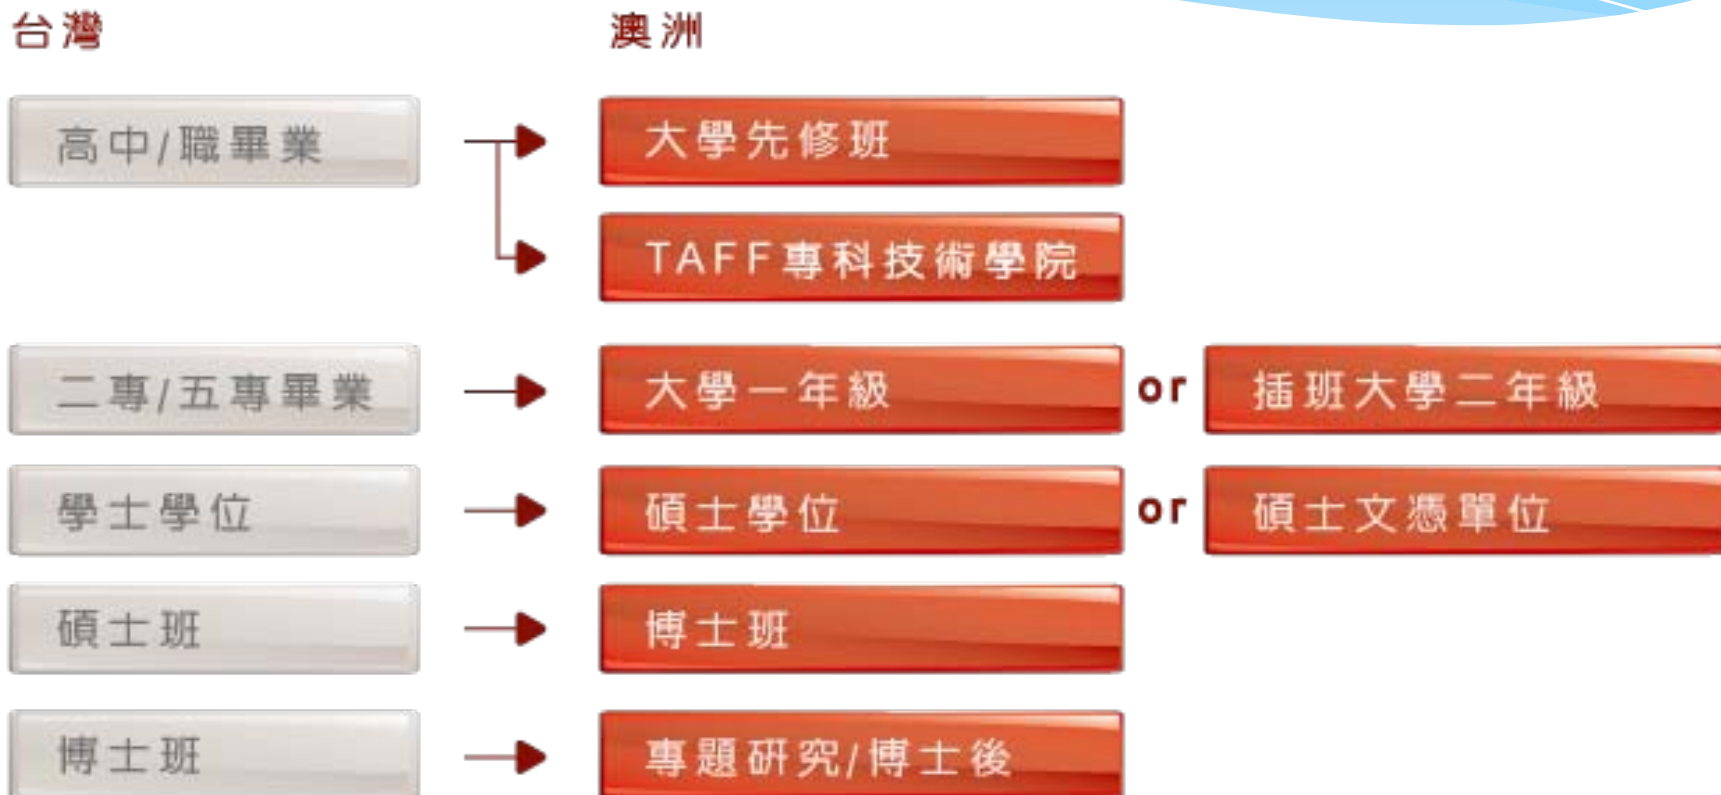 台灣 澳洲
高中/職畢業 大學先修班
TAFF專科技術學院
二專/五專畢業 大學一年級 or 插班大學二年級
學士學位 碩士學位 or 碩士文憑單位
碩士班 博士班
博士班 專題研究/博士後